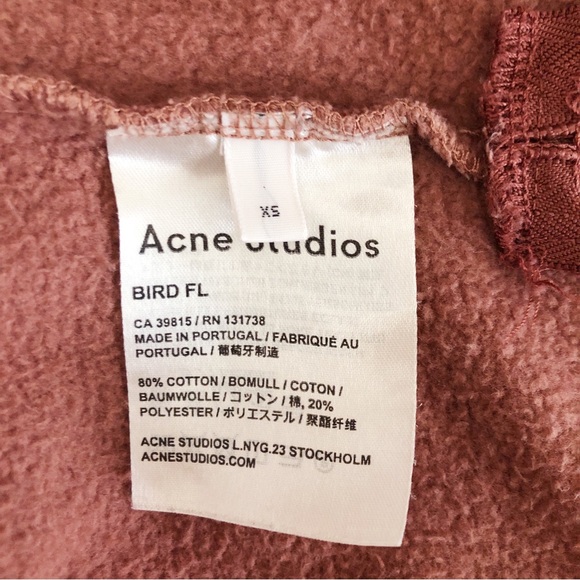 XS
Acne Studios
BIRD FL
CA 39815 / RN 131738
MADE IN PORTUGAL / FABRIQUÉ AU
PORTUGAL / 葡萄牙制造
80% COTTON / BOMULL / COTON /
BAUMWOLLE / コットン / 棉, 20%
POLYESTER / ポリエステル / 聚酯纤维
ACNE STUDIOS L.NYG.23 STOCKHOLM
ACNESTUDIOS.COM